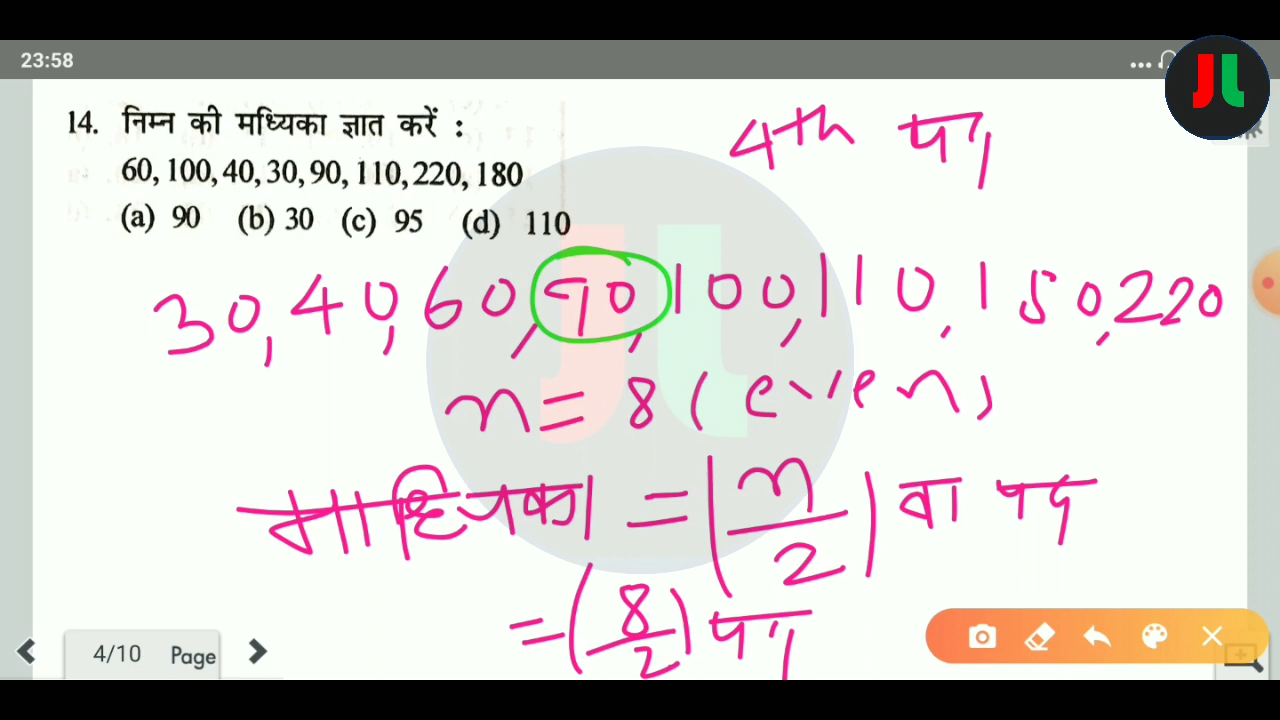 23:58
JL
14. निम्न की मध्यिका ज्ञात करें :
60, 100, 40, 30, 90, 110, 220, 180
(a) 90 (b) 30 (c) 95 (d) 110
4th पद
30, 40, 60, 90, 100, 110, 150, 220
n = 8 (even)
माध्यिका = (n/2) वा पद
= (8/2) पद
4/10 Page